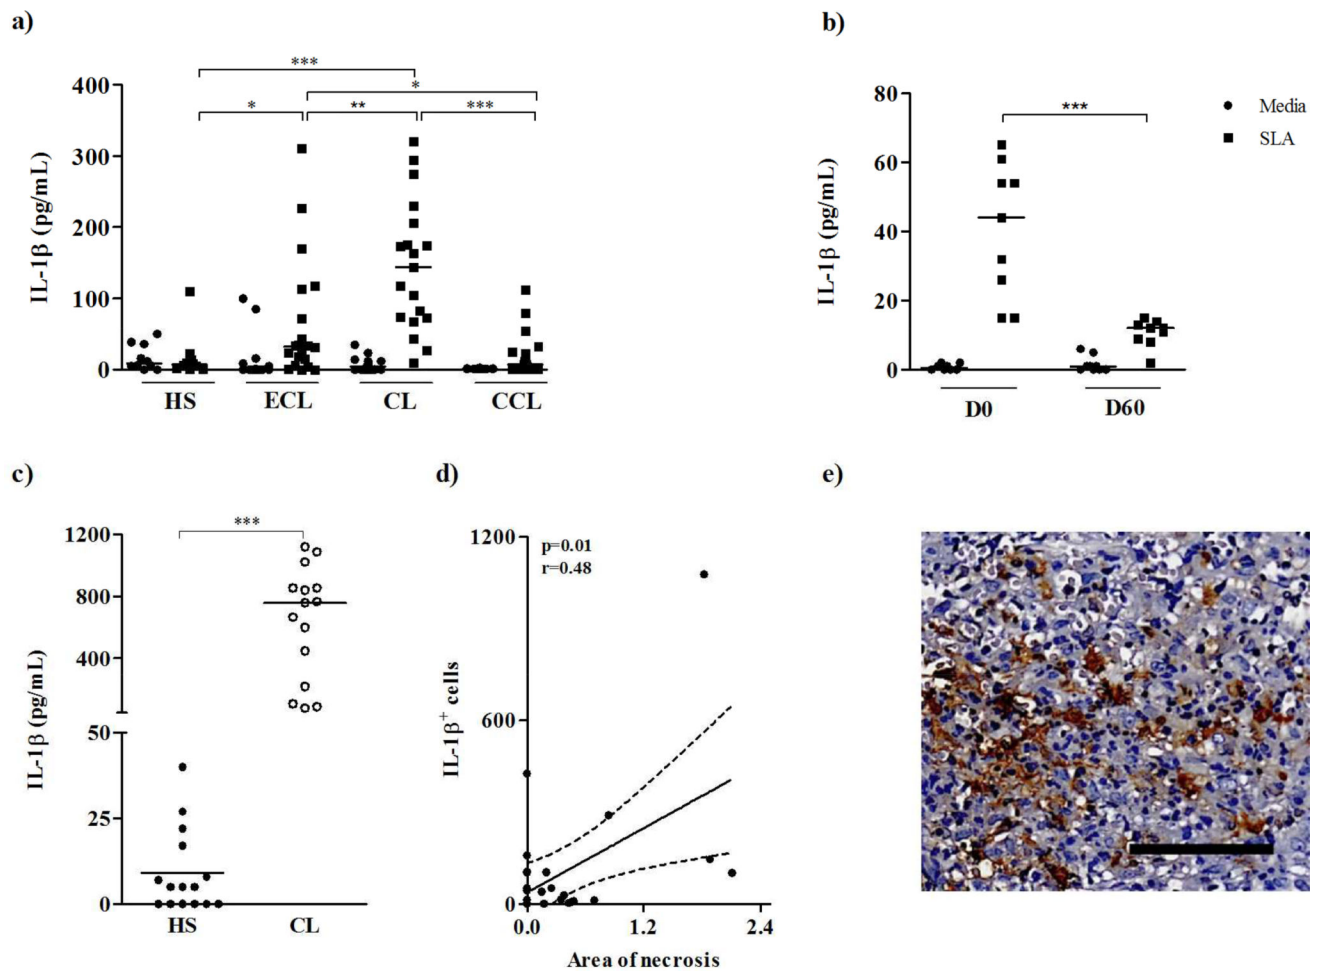 a)
***
*
*
**
***
400
300
200
100
0
IL-1β (pg/mL)
HS
ECL
CL
CCL
b)
***
80
60
40
20
0
IL-1β (pg/mL)
D0
D60
Media
SLA
c)
***
1200
800
400
50
25
0
IL-1β (pg/mL)
HS
CL
d)
p=0.01
r=0.48
1200
600
0
IL-1β+ cells
0.0
1.2
2.4
Area of necrosis
e)